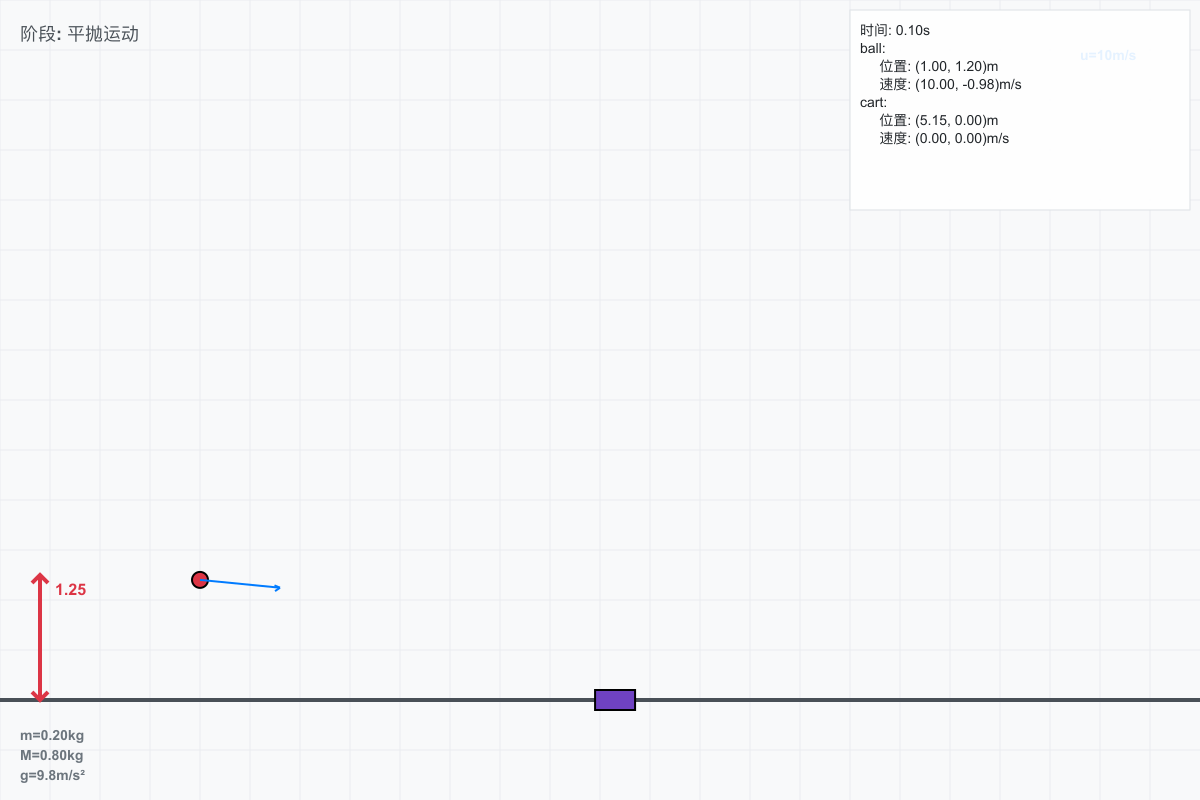 阶段: 平抛运动
时间: 0.10s
ball:
位置: (1.00, 1.20)m
速度: (10.00, -0.98)m/s
cart:
位置: (5.15, 0.00)m
速度: (0.00, 0.00)m/s
u=10m/s
1.25
m=0.20kg
M=0.80kg
g=9.8m/s²